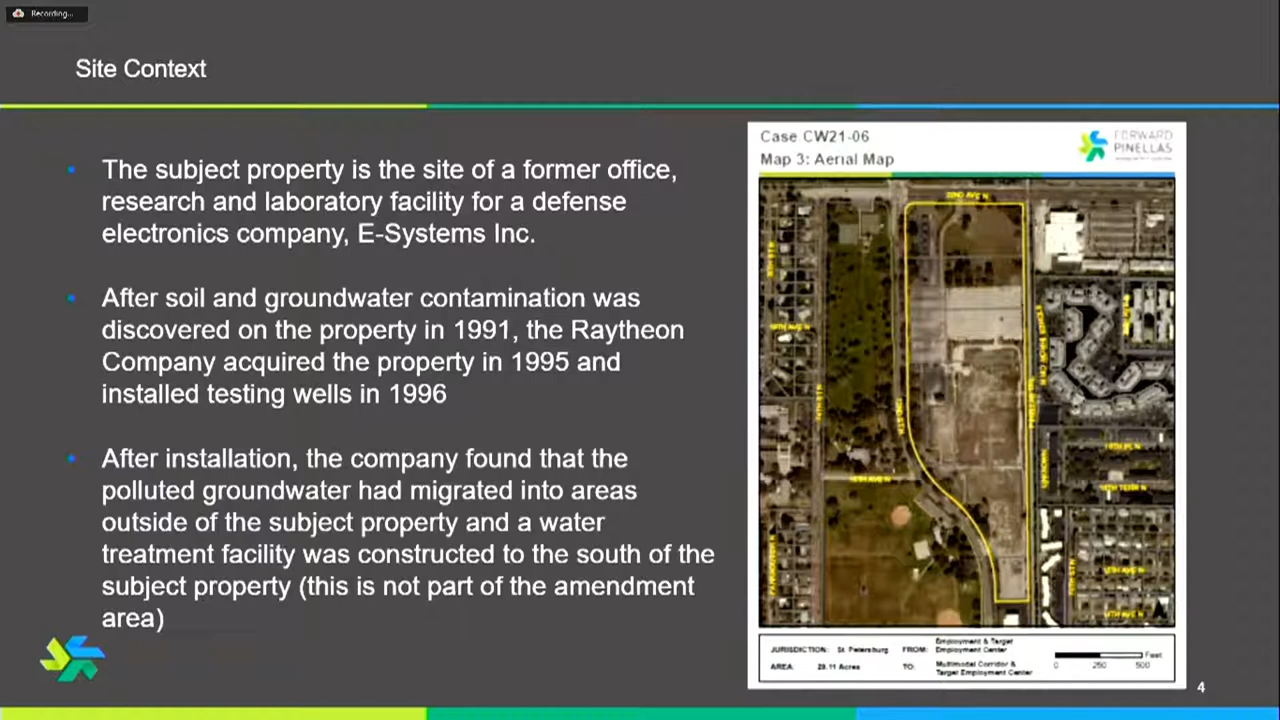 Recording...
Site Context
The subject property is the site of a former office,
research and laboratory facility for a defense
electronics company, E-Systems Inc.
After soil and groundwater contamination was
discovered on the property in 1991, the Raytheon
Company acquired the property in 1995 and
installed testing wells in 1996
After installation, the company found that the
polluted groundwater had migrated into areas
outside of the subject property and a water
treatment facility was constructed to the south of the
subject property (this is not part of the amendment
area)
Case CW21-06
Map 3: Aerial Map
FORWARD
PINELLAS
22ND AVE N
JURISDICTION: St. Petersburg
AREA: 29.11 Acres
FROM: Employment & Target
Employment Center
TO: Multimodal Corridor &
Target Employment Center
Feet
0 250 500
4